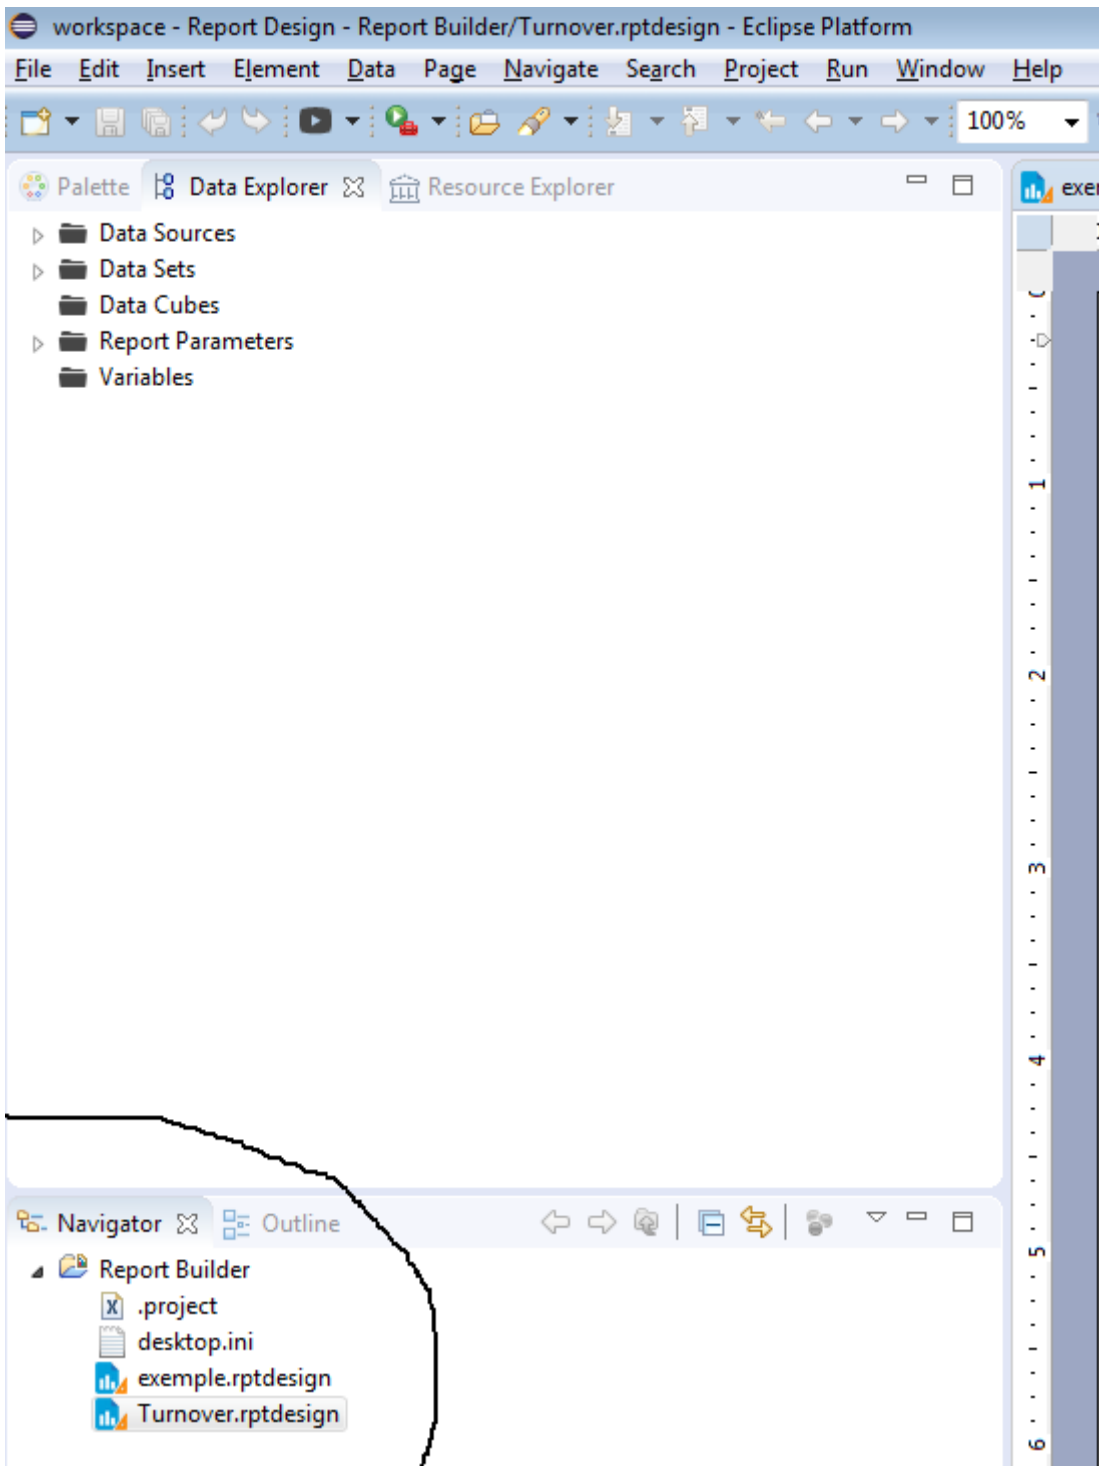 workspace - Report Design - Report Builder/Turnover.rptdesign - Eclipse Platform
File Edit Insert Element Data Page Navigate Search Project Run Window Help
100%
Palette Data Explorer Resource Explorer
Data Sources
Data Sets
Data Cubes
Report Parameters
Variables
0
1
2
3
4
5
6
Navigator Outline
Report Builder
.project
desktop.ini
exemple.rptdesign
Turnover.rptdesign